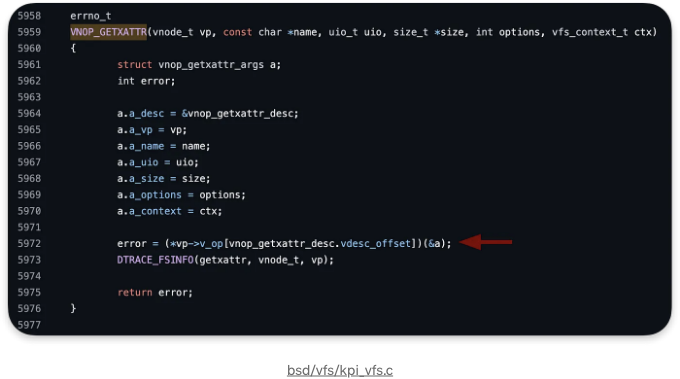 5958 errno_t
5959 VNOP_GETXATTR(vnode_t vp, const char *name, uio_t uio, size_t *size, int options, vfs_context_t ctx)
5960 {
5961 struct vnop_getxattr_args a;
5962 int error;
5963
5964 a.a_desc = &vnop_getxattr_desc;
5965 a.a_vp = vp;
5966 a.a_name = name;
5967 a.a_uio = uio;
5968 a.a_size = size;
5969 a.a_options = options;
5970 a.a_context = ctx;
5971
5972 error = (*vp->v_op[vnop_getxattr_desc.vdesc_offset])(&a);
5973 DTRACE_FSINFO(getxattr, vnode_t, vp);
5974
5975 return error;
5976 }
5977
bsd/vfs/kpi_vfs.c